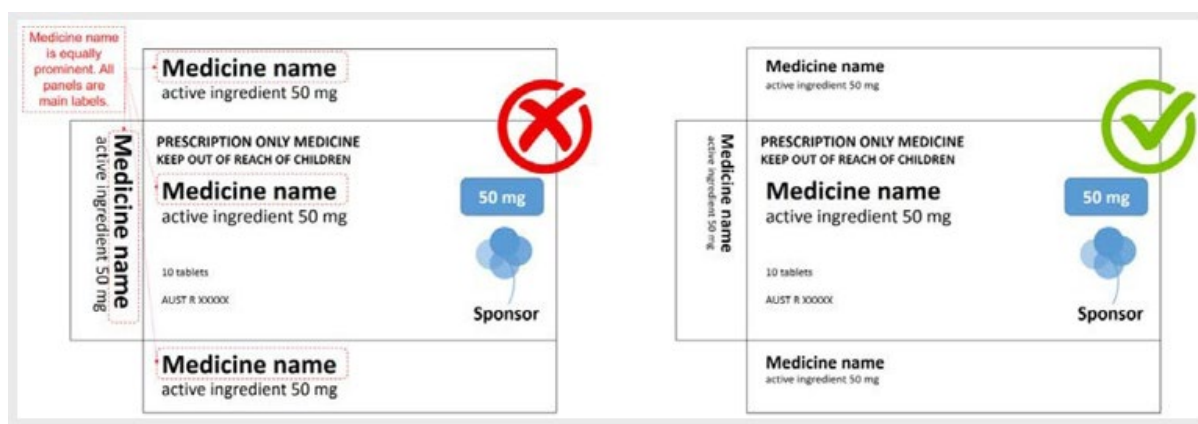 Medicine name
is equally
prominent. All
panels are
main labels.
Medicine name
active ingredient 50 mg
Medicine name
active ingredient 50 mg
PRESCRIPTION ONLY MEDICINE
KEEP OUT OF REACH OF CHILDREN
Medicine name
active ingredient 50 mg
50 mg
10 tablets
AUST R XXXXX
Sponsor
Medicine name
active ingredient 50 mg
Medicine name
active ingredient 50 mg
Medicine name
active ingredient 50 mg
PRESCRIPTION ONLY MEDICINE
KEEP OUT OF REACH OF CHILDREN
Medicine name
active ingredient 50 mg
50 mg
10 tablets
AUST R XXXXX
Sponsor
Medicine name
active ingredient 50 mg